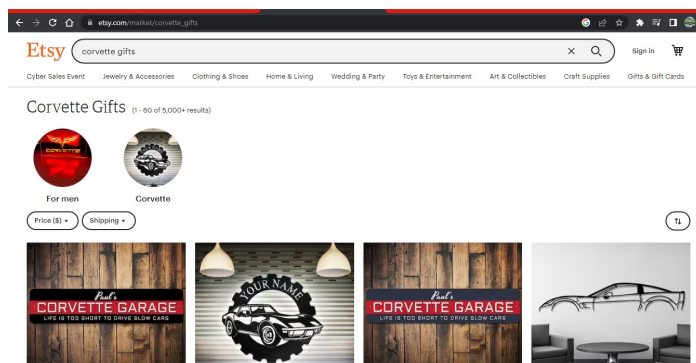 etsy.com/market/corvette_gifts
Etsy
corvette gifts
Sign in
Cyber Sales Event Jewelry & Accessories Clothing & Shoes Home & Living Wedding & Party Toys & Entertainment Art & Collectibles Craft Supplies Gifts & Gift Cards
Corvette Gifts (1 - 60 of 5,000+ results)
CORVETTE
For men Corvette
Price ($) Shipping
Paul's
CORVETTE GARAGE
LIFE IS TOO SHORT TO DRIVE SLOW CARS
YOUR NAME
Paul's
CORVETTE GARAGE
LIFE IS TOO SHORT TO DRIVE SLOW CARS